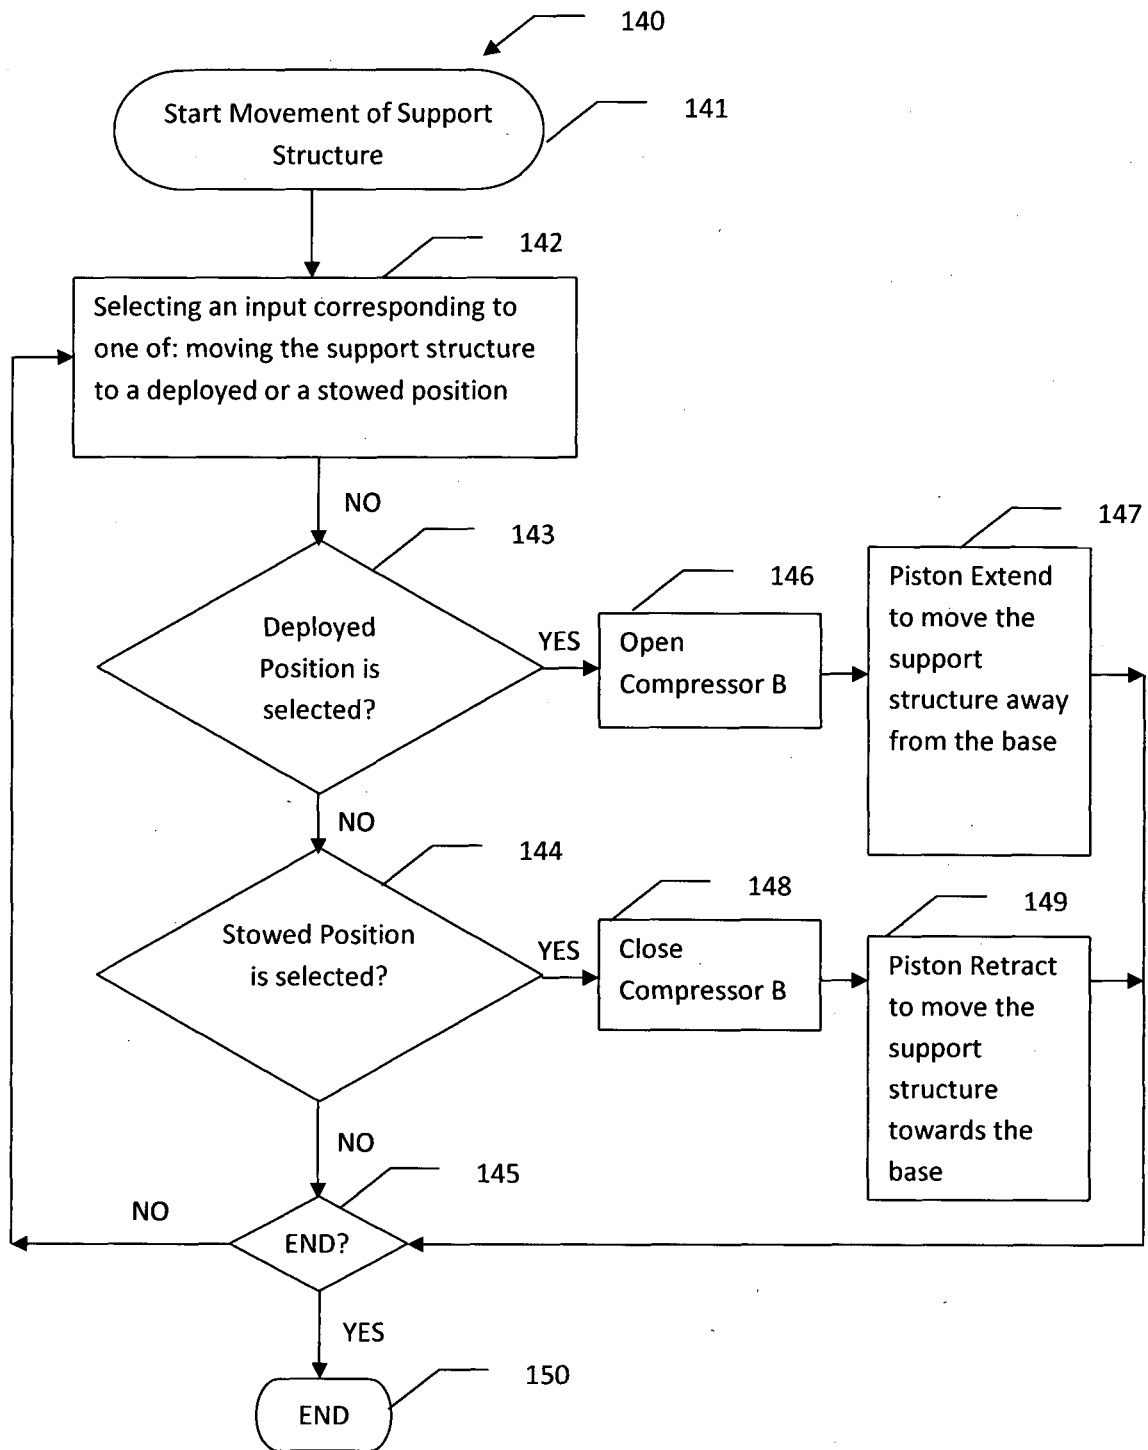 140
Start Movement of Support
Structure
141
142
Selecting an input corresponding to
one of: moving the support structure
to a deployed or a stowed position
NO
143
Deployed
Position is
selected?
YES
146
Open
Compressor B
147
Piston Extend
to move the
support
structure away
from the base
NO
144
Stowed Position
is selected?
YES
148
Close
Compressor B
149
Piston Retract
to move the
support
structure
towards the
base
NO
145
END?
NO
YES
150
END